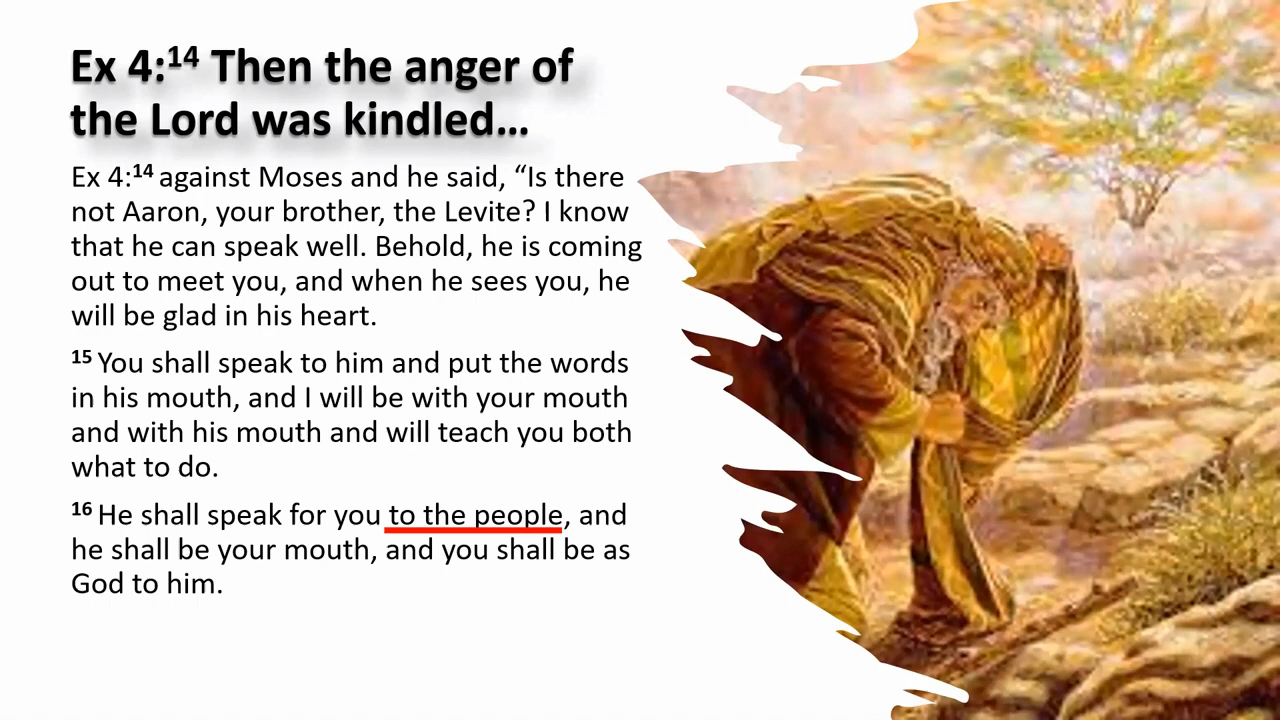 Ex 4:14 Then the anger of
the Lord was kindled…
Ex 4:14 against Moses and he said, “Is there
not Aaron, your brother, the Levite? I know
that he can speak well. Behold, he is coming
out to meet you, and when he sees you, he
will be glad in his heart.
15 You shall speak to him and put the words
in his mouth, and I will be with your mouth
and with his mouth and will teach you both
what to do.
16 He shall speak for you to the people, and
he shall be your mouth, and you shall be as
God to him.